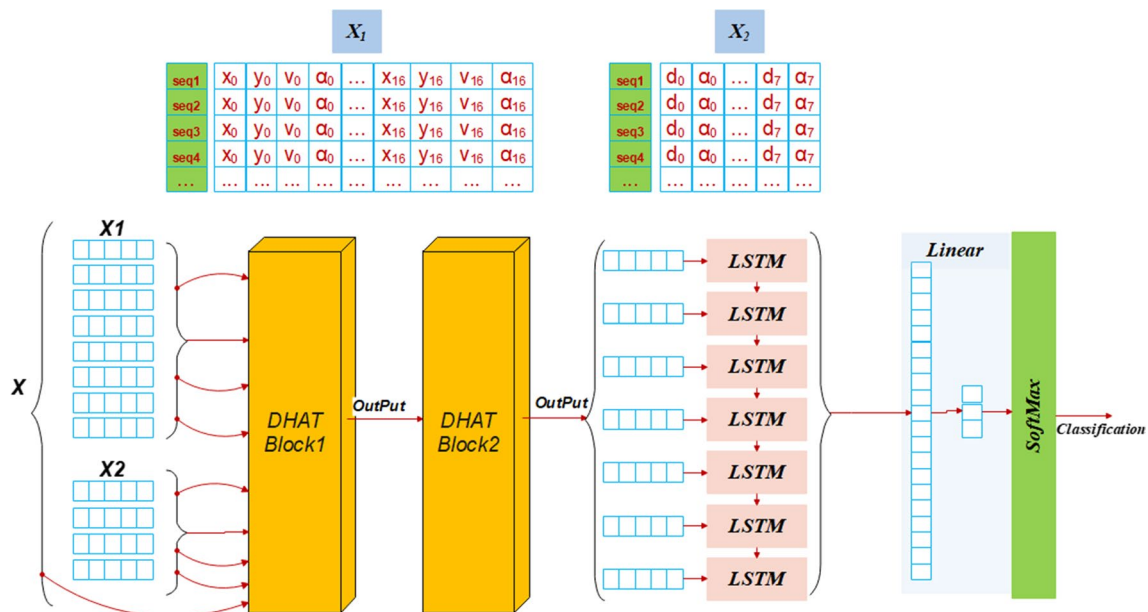 X₁
seq1 x₀ y₀ v₀ α₀ ... x₁₆ y₁₆ v₁₆ α₁₆
seq2 x₀ y₀ v₀ α₀ ... x₁₆ y₁₆ v₁₆ α₁₆
seq3 x₀ y₀ v₀ α₀ ... x₁₆ y₁₆ v₁₆ α₁₆
seq4 x₀ y₀ v₀ α₀ ... x₁₆ y₁₆ v₁₆ α₁₆
... ... ... ... ... ... ... ... ... ...
X₂
seq1 d₀ α₀ ... d₇ α₇
seq2 d₀ α₀ ... d₇ α₇
seq3 d₀ α₀ ... d₇ α₇
seq4 d₀ α₀ ... d₇ α₇
... ... ... ... ... ...
X
X1
X2
DHAT
Block1
OutPut
DHAT
Block2
OutPut
LSTM
LSTM
LSTM
LSTM
LSTM
LSTM
LSTM
Linear
SoftMax
Classification